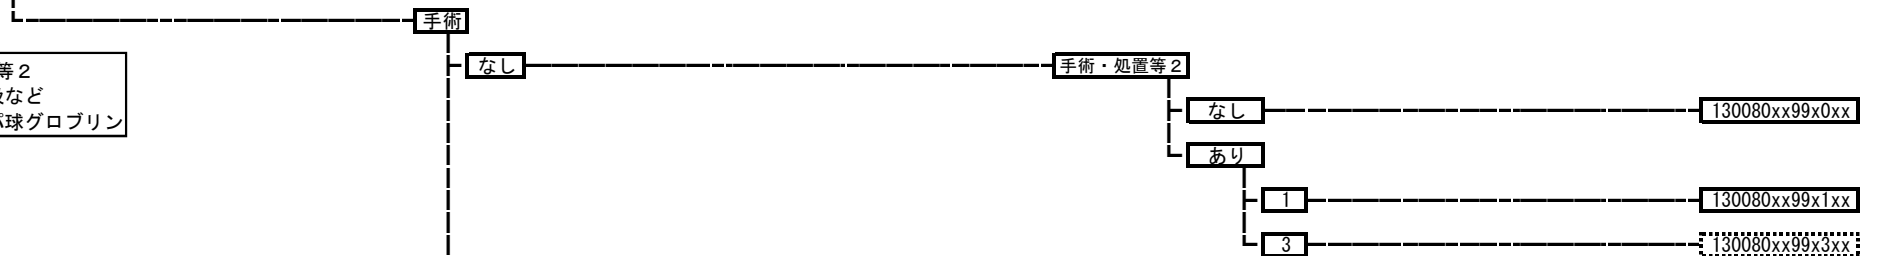 手術
なし
手術・処置等２
等２
など
球グロブリン
なし
130080xx99x0xx
あり
1
130080xx99x1xx
3
130080xx99x3xx